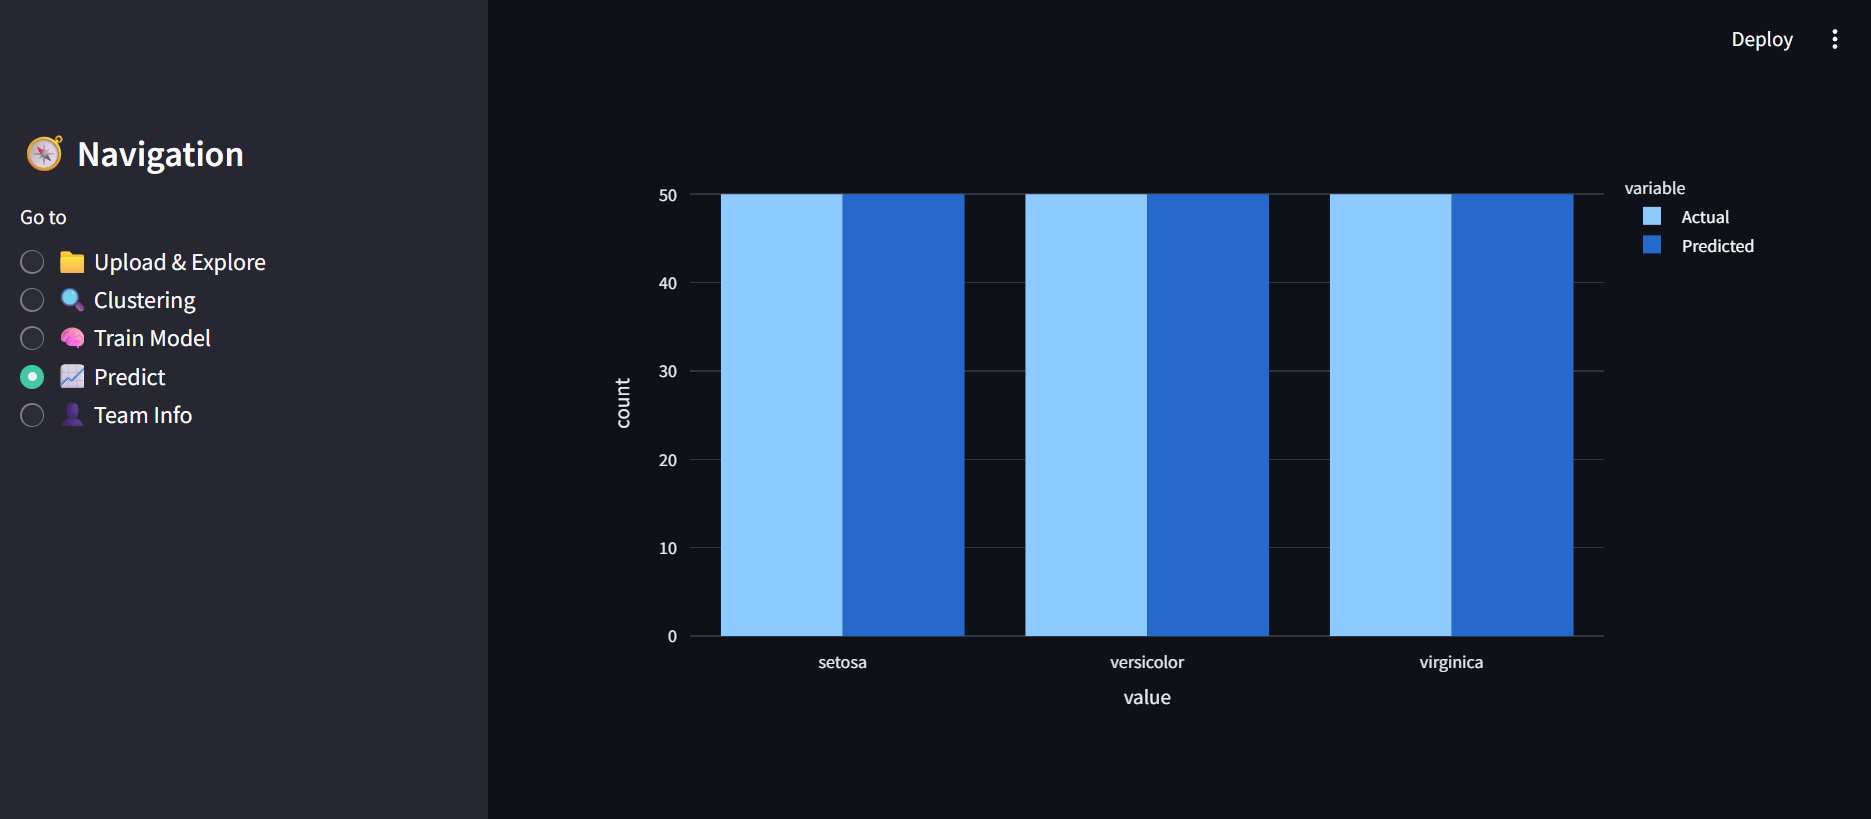 Deploy
Navigation
Go to
Upload & Explore
Clustering
Train Model
Predict
Team Info
variable
Actual
Predicted
50
40
30
20
10
0
count
setosa versicolor virginica
value